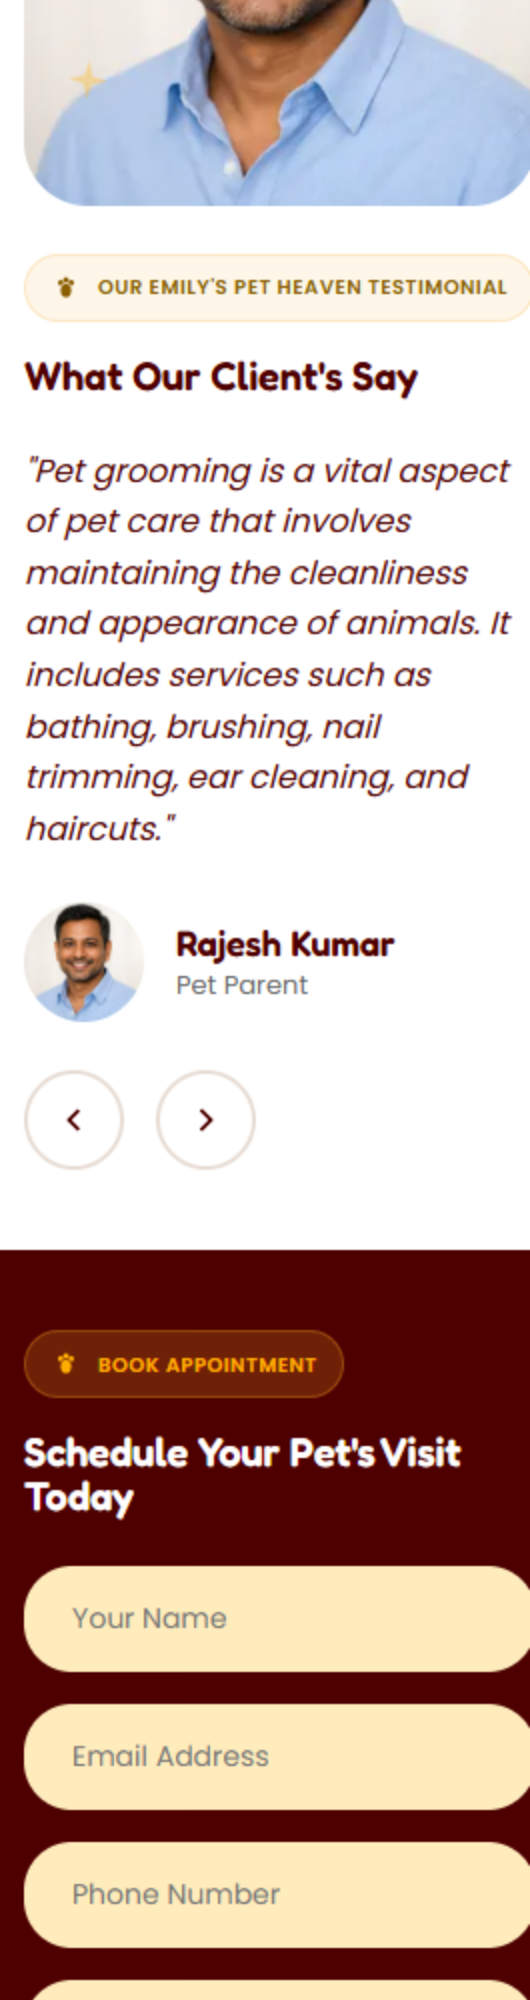 OUR EMILY'S PET HEAVEN TESTIMONIAL
What Our Client's Say
"Pet grooming is a vital aspect
of pet care that involves
maintaining the cleanliness
and appearance of animals. It
includes services such as
bathing, brushing, nail
trimming, ear cleaning, and
haircuts."
Rajesh Kumar
Pet Parent
BOOK APPOINTMENT
Schedule Your Pet's Visit
Today
Your Name
Email Address
Phone Number